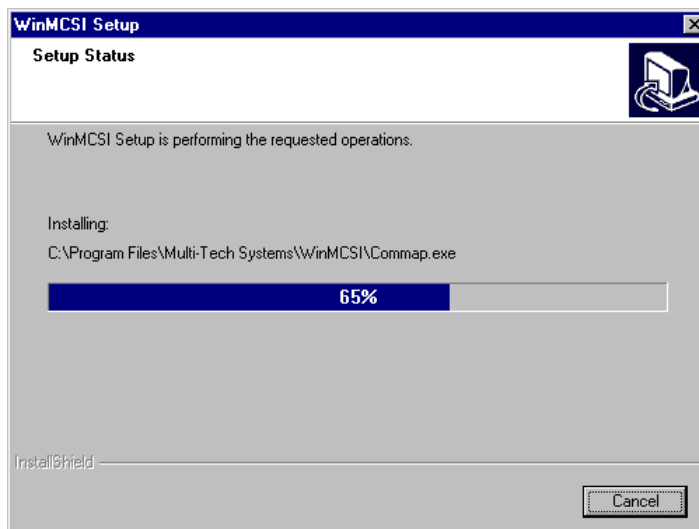 WinMCSI Setup
Setup Status
WinMCSI Setup is performing the requested operations.
Installing:
C:\Program Files\Multi-Tech Systems\WinMCSI\Commap.exe
65%
InstallShield
Cancel